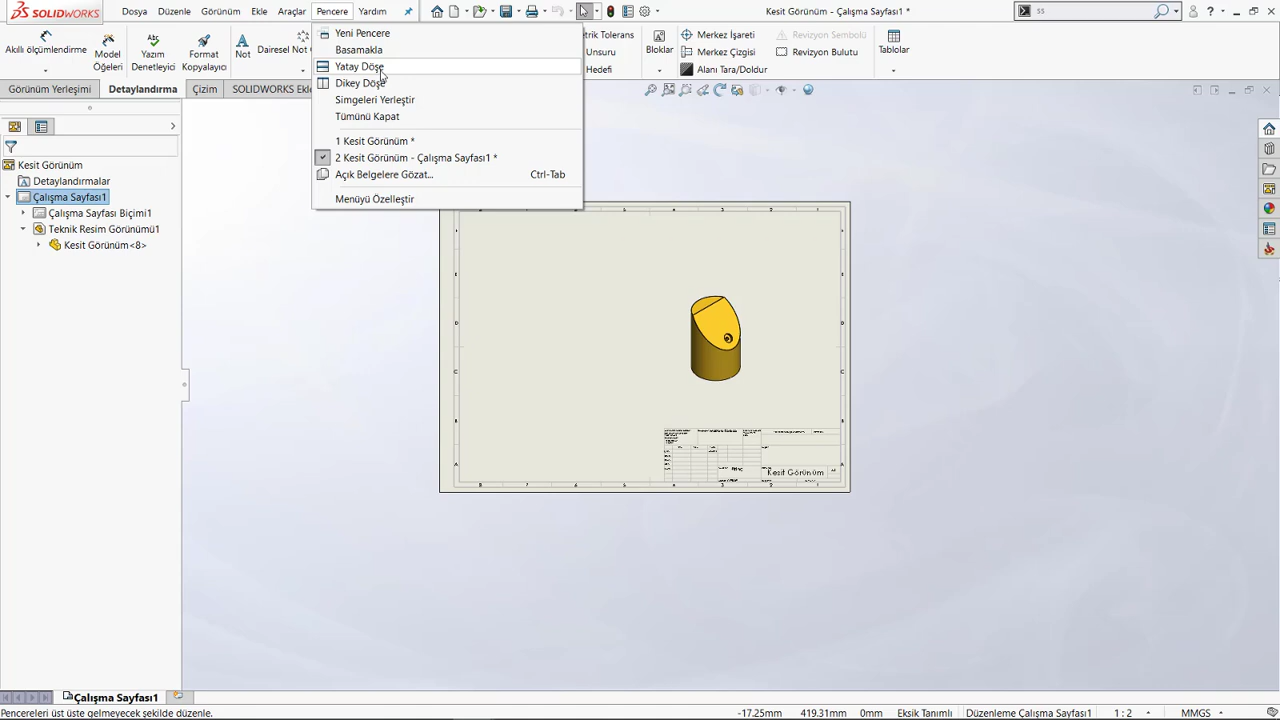 SOLIDWORKS Dosya Düzenle Görünüm Ekle Araçlar Pencere Yardım
Kesit Görünüm - Çalışma Sayfası1 *
ss
Akıllı ölçümlendirme
Model Öğeleri
Yazım Denetleyici
Format Kopyalayıcı
Not
Dairesel Not
Unsuru
Hedefi
Bloklar
Merkez İşareti
Merkez Çizgisi
Alanı Tara/Doldur
Revizyon Sembolü
Revizyon Bulutu
Tablolar
Görünüm Yerleşimi Detaylandırma Çizim
Yeni Pencere
Basamakla
Yatay Döşe
Dikey Döşe
Simgeleri Yerleştir
Tümünü Kapat
1 Kesit Görünüm *
2 Kesit Görünüm - Çalışma Sayfası1 *
Açık Belgelere Gözat... Ctrl-Tab
Menüyü Özelleştir
Kesit Görünüm
Detaylandırmalar
Çalışma Sayfası1
Çalışma Sayfası Biçimi1
Teknik Resim Görünümü1
Kesit Görünüm<8>
Kesit Görünüm
Çalışma Sayfası1
Pencereleri üst üste gelmeyecek şekilde düzenle.
-17.25mm 419.31mm 0mm Eksik Tanımlı Düzenleme Çalışma Sayfası1 1 : 2 MMGS